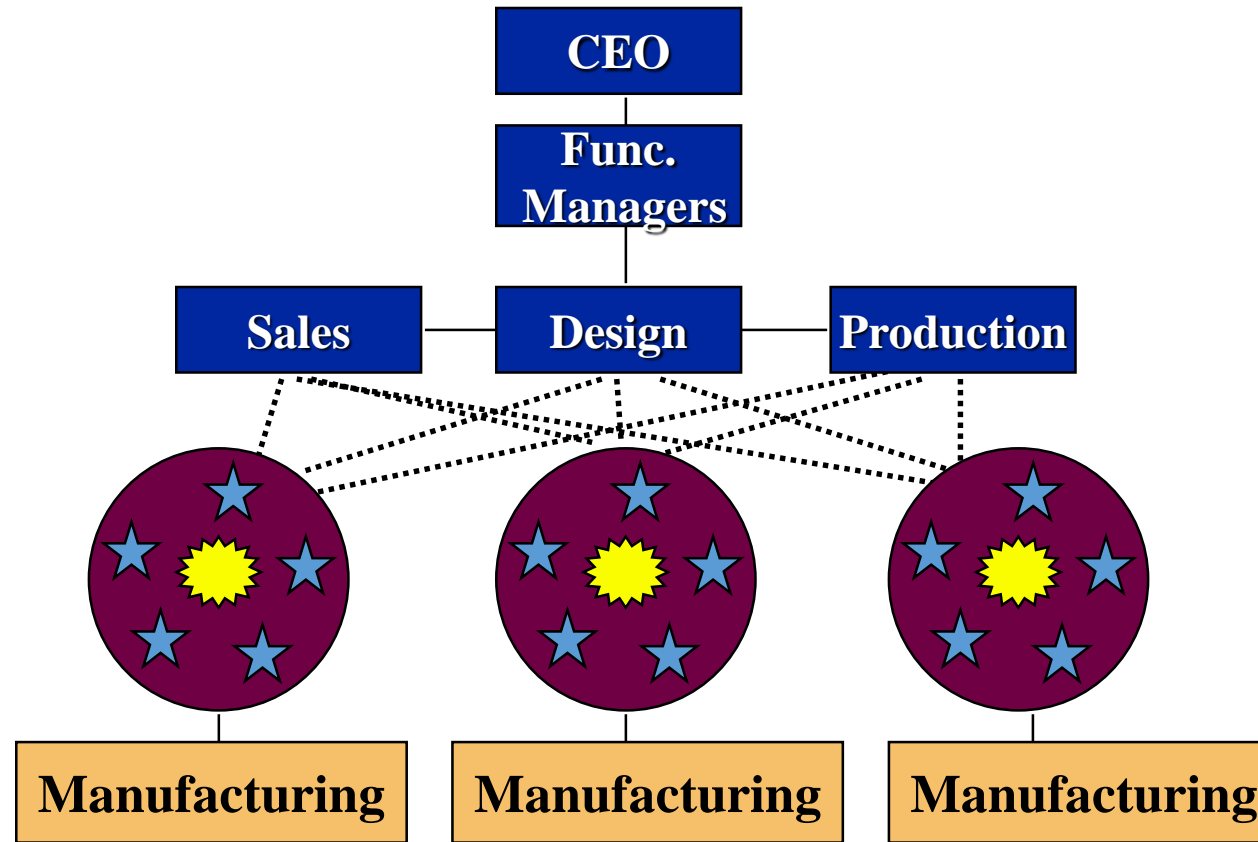 CEO
Func.
Managers
Sales
Design
Production
Manufacturing
Manufacturing
Manufacturing